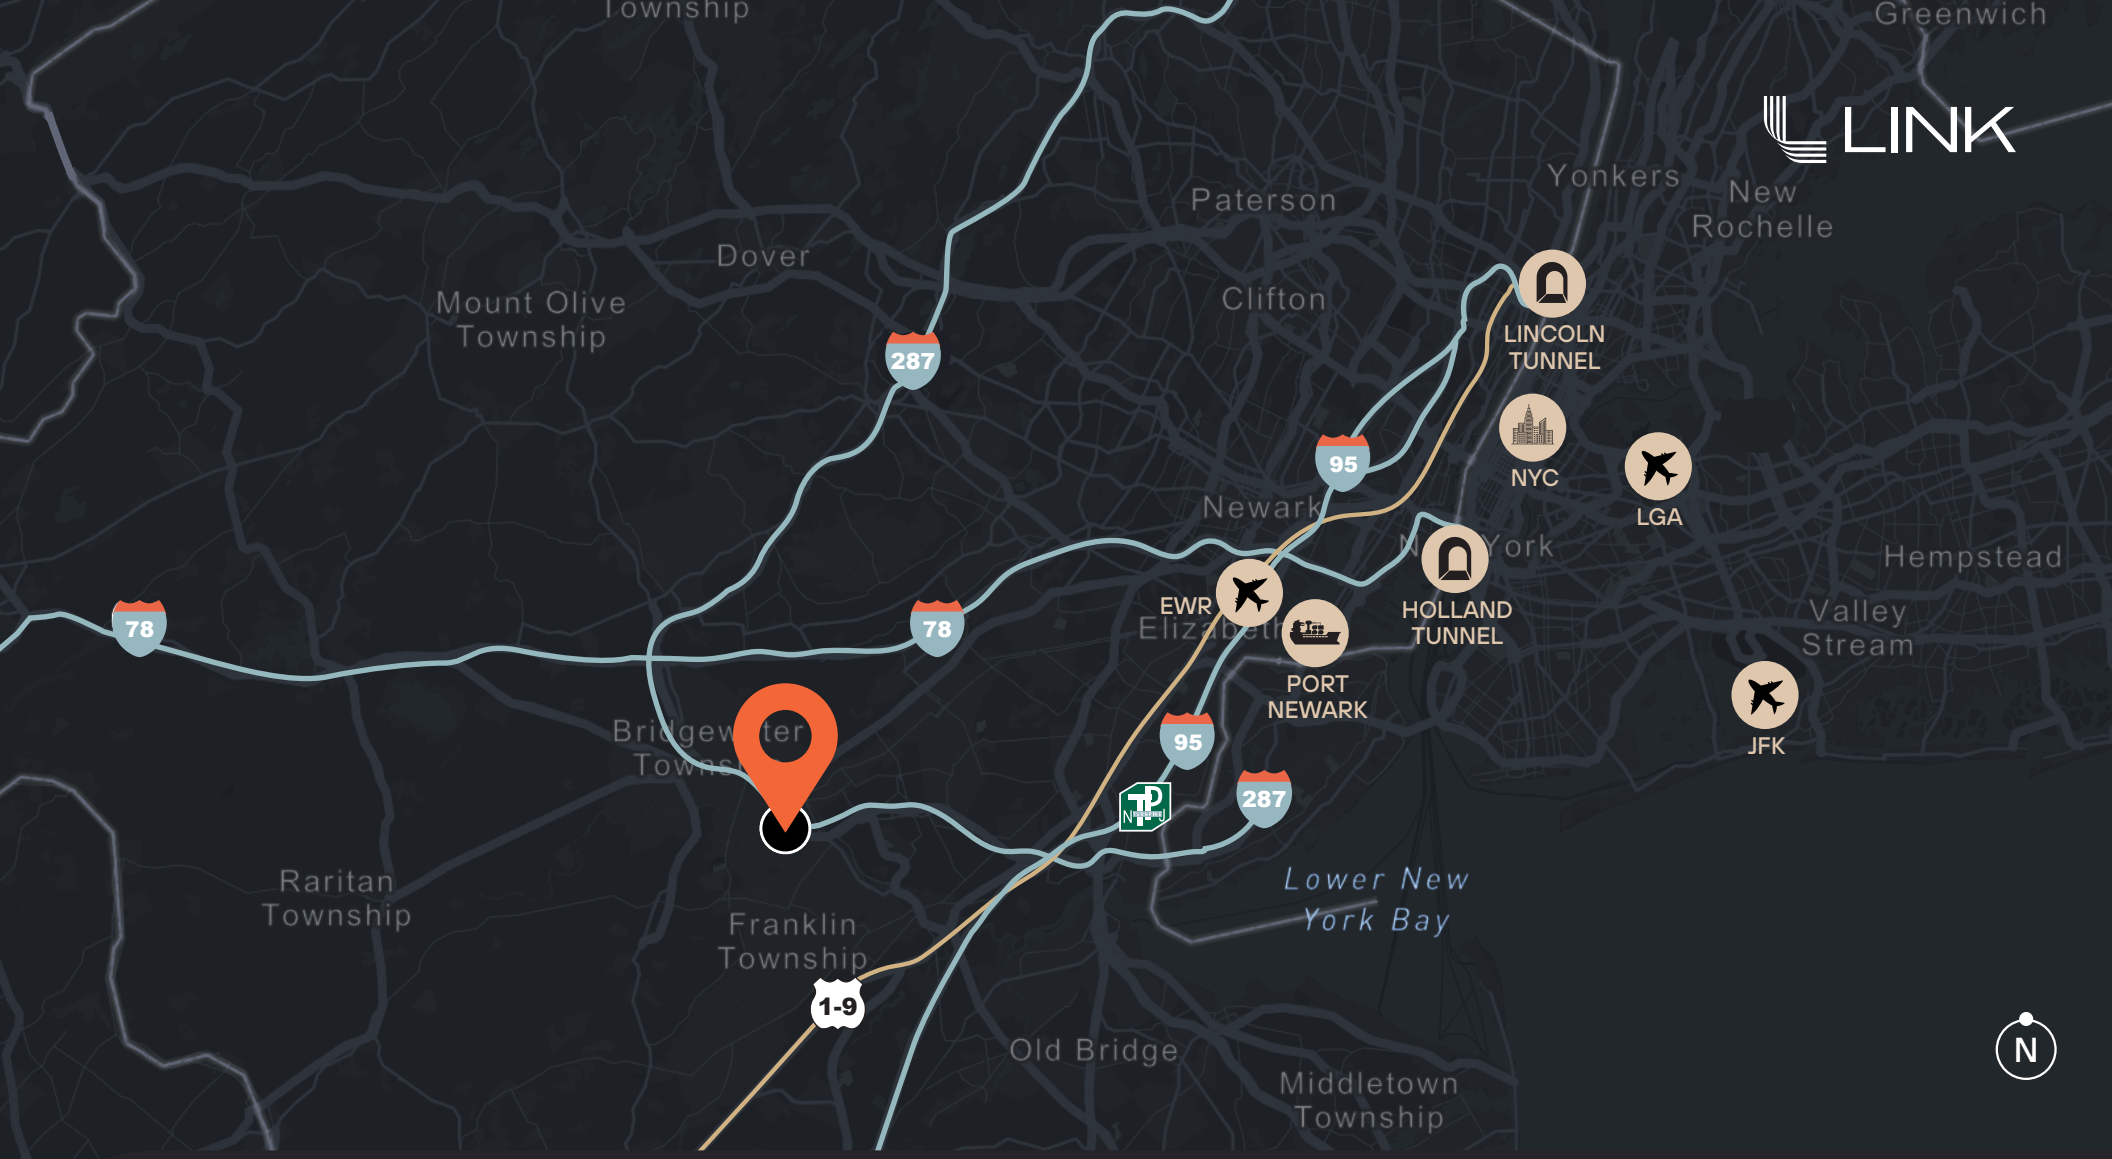 Township
Greenwich
LINK
Yonkers
New
Rochelle
Paterson
Dover
Mount Olive
Township
Clifton
LINCOLN
TUNNEL
287
95
NYC
LGA
Newark
York
Hempstead
EWR
Elizabeth
HOLLAND
TUNNEL
Valley
Stream
78
78
PORT
NEWARK
JFK
95
287
TP
N J
Raritan
Township
Lower New
York Bay
Franklin
Township
1-9
Old Bridge
Middletown
Township
N